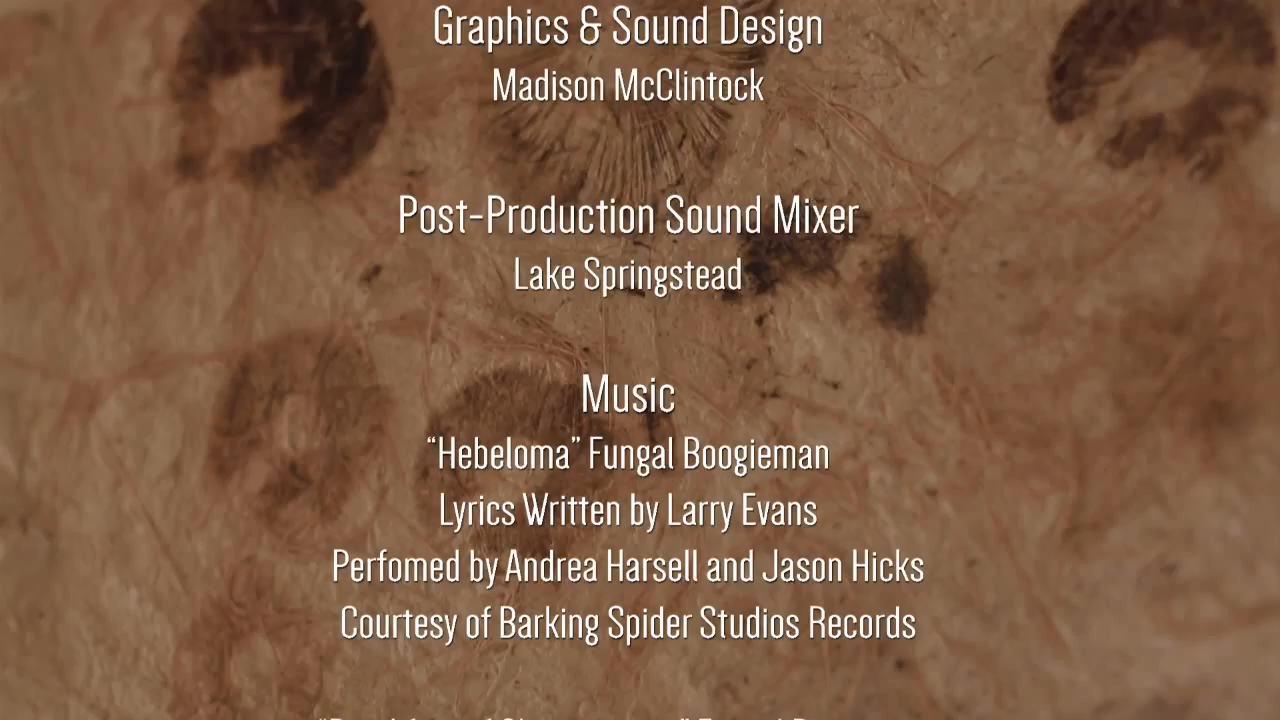 Graphics & Sound Design
Madison McClintock
Post-Production Sound Mixer
Lake Springstead
Music
“Hebeloma” Fungal Boogieman
Lyrics Written by Larry Evans
Perfomed by Andrea Harsell and Jason Hicks
Courtesy of Barking Spider Studios Records